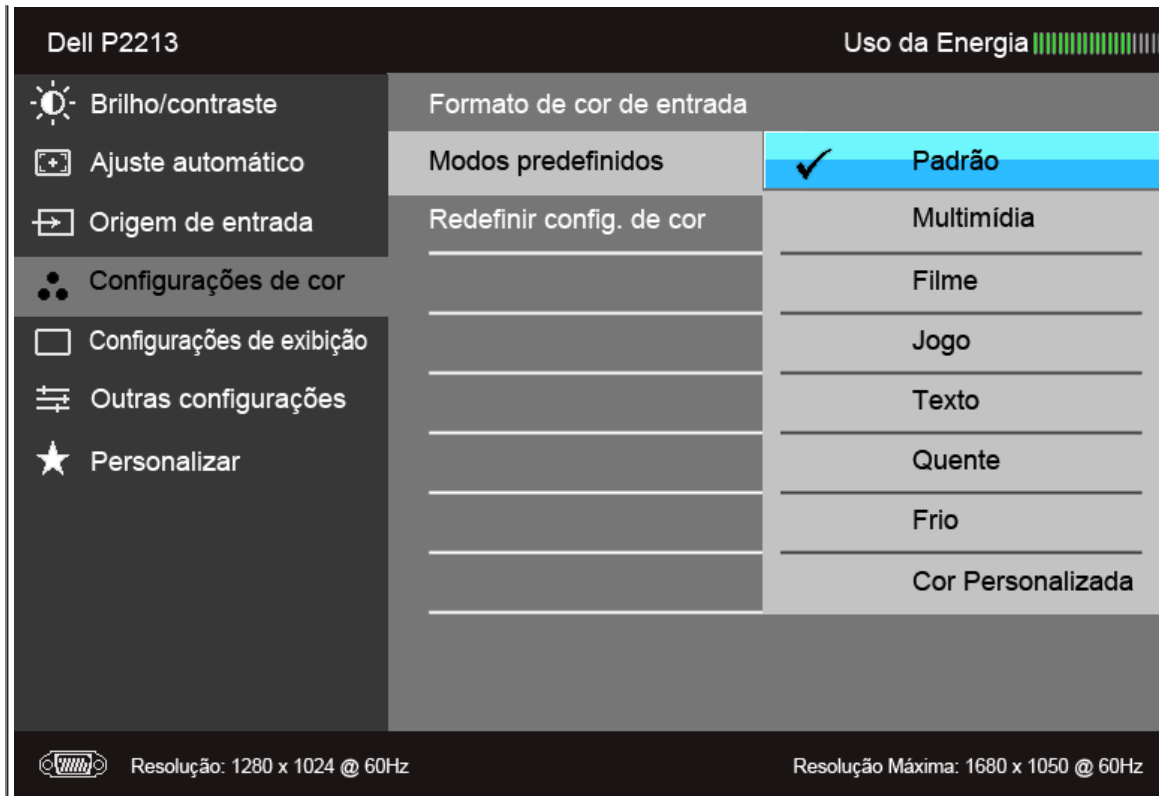 Dell P2213 Uso da Energia
Brilho/contraste Formato de cor de entrada
Ajuste automático Modos predefinidos Padrão
Origem de entrada Redefinir config. de cor Multimídia
Configurações de cor Filme
Configurações de exibição Jogo
Outras configurações Texto
Personalizar Quente
Frio
Cor Personalizada
Resolução: 1280 x 1024 @ 60Hz Resolução Máxima: 1680 x 1050 @ 60Hz